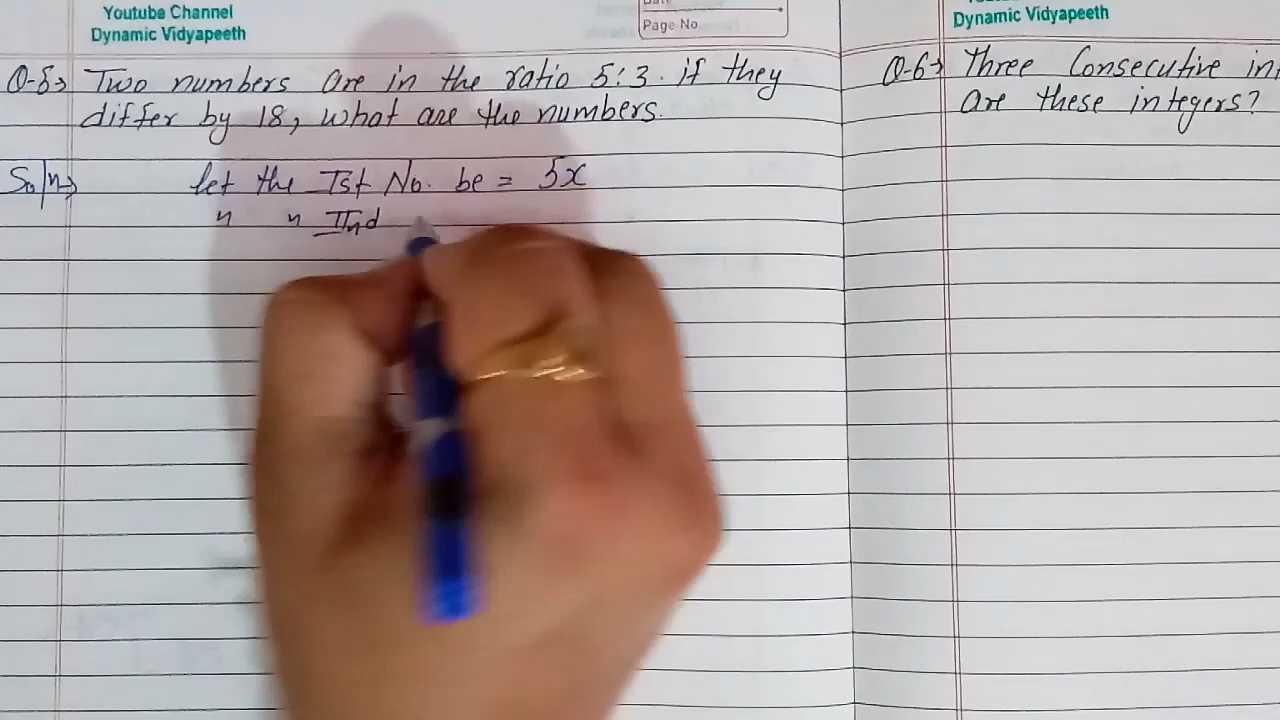 Youtube Channel
Dynamic Vidyapeeth
Page No
Dynamic Vidyapeeth
Q-5→ Two numbers are in the ratio 5:3. if they
differ by 18, what are the numbers.
Soln→ let the Ist No. be = 5x
" " IInd
Q-6→ Three Consecutive
are these integers?